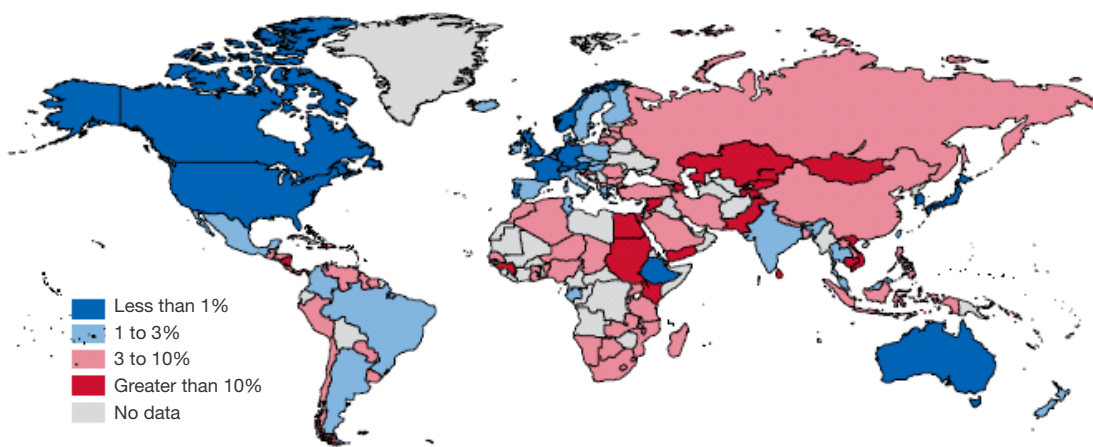 Less than 1%
1 to 3%
3 to 10%
Greater than 10%
No data